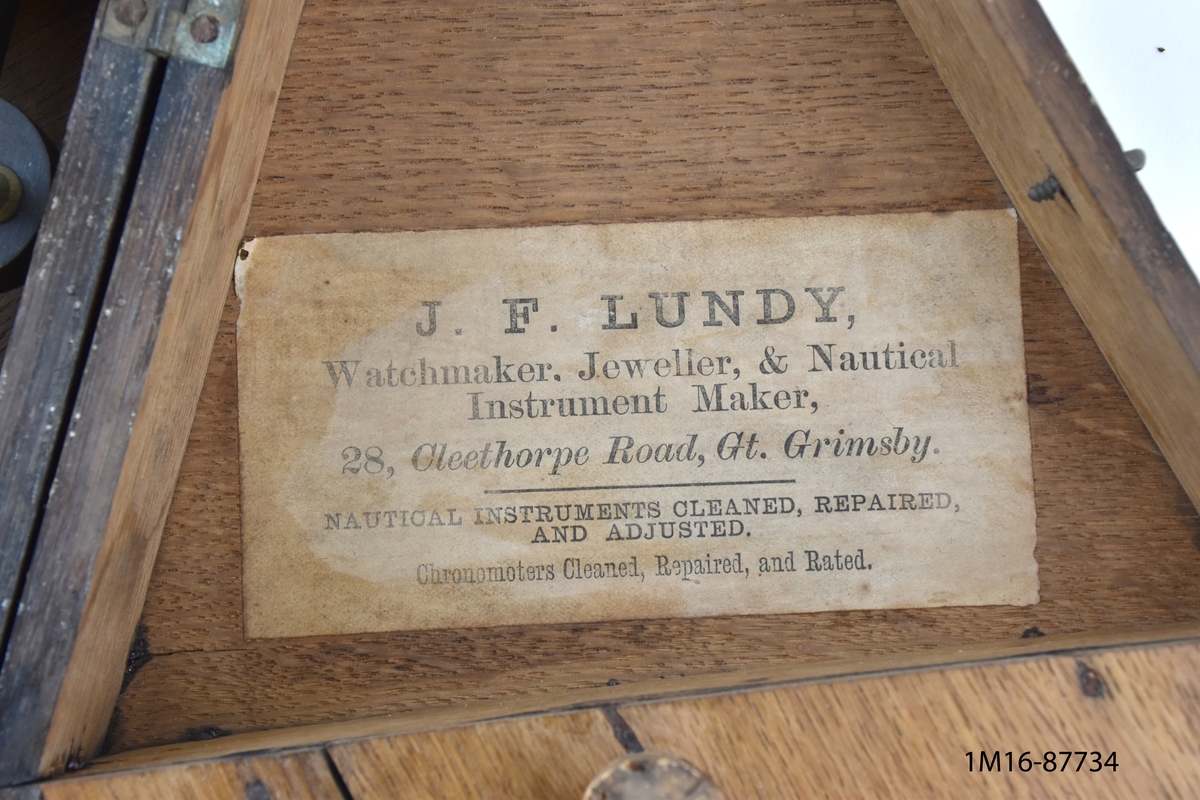 J. F. LUNDY,
Watchmaker. Jeweller, & Nautical
Instrument Maker,
28, Cleethorpe Road, Gt. Grimsby.
NAUTICAL INSTRUMENTS CLEANED, REPAIRED,
AND ADJUSTED.
Chronometers Cleaned, Repaired, and Rated.
1M16-87734